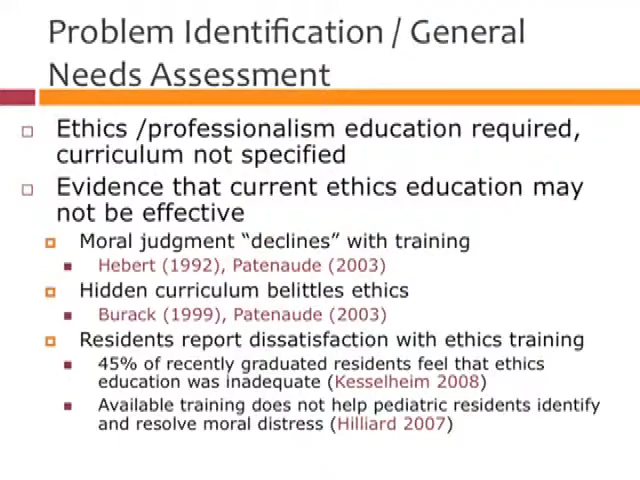 Problem Identification / General
Needs Assessment
Ethics /professionalism education required,
curriculum not specified
Evidence that current ethics education may
not be effective
Moral judgment “declines” with training
Hebert (1992), Patenaude (2003)
Hidden curriculum belittles ethics
Burack (1999), Patenaude (2003)
Residents report dissatisfaction with ethics training
45% of recently graduated residents feel that ethics
education was inadequate (Kesselheim 2008)
Available training does not help pediatric residents identify
and resolve moral distress (Hilliard 2007)